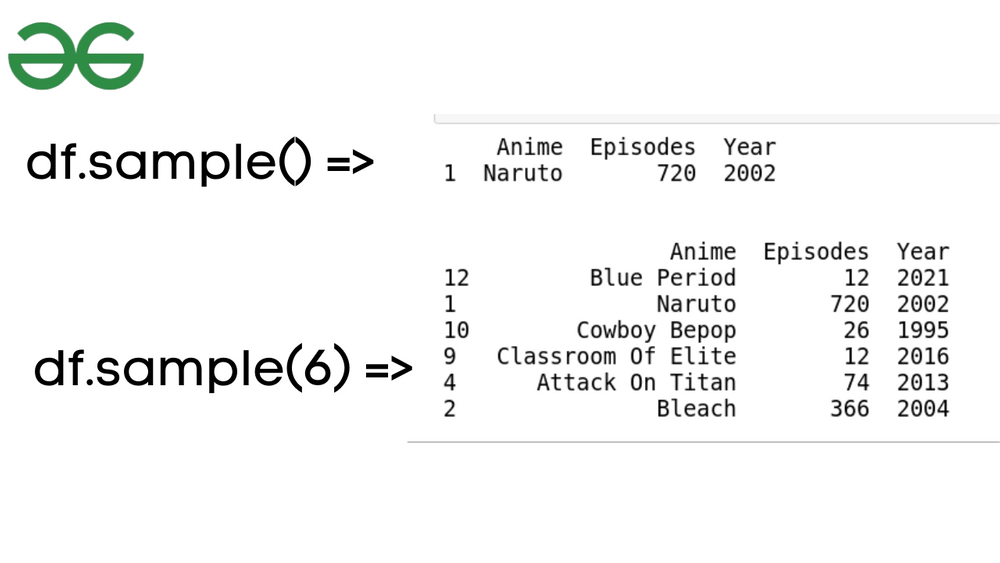 df.sample() =>
Anime Episodes Year
1 Naruto 720 2002
Anime Episodes Year
12 Blue Period 12 2021
1 Naruto 720 2002
10 Cowboy Bepop 26 1995
9 Classroom Of Elite 12 2016
df.sample(6) =>
4 Attack On Titan 74 2013
2 Bleach 366 2004